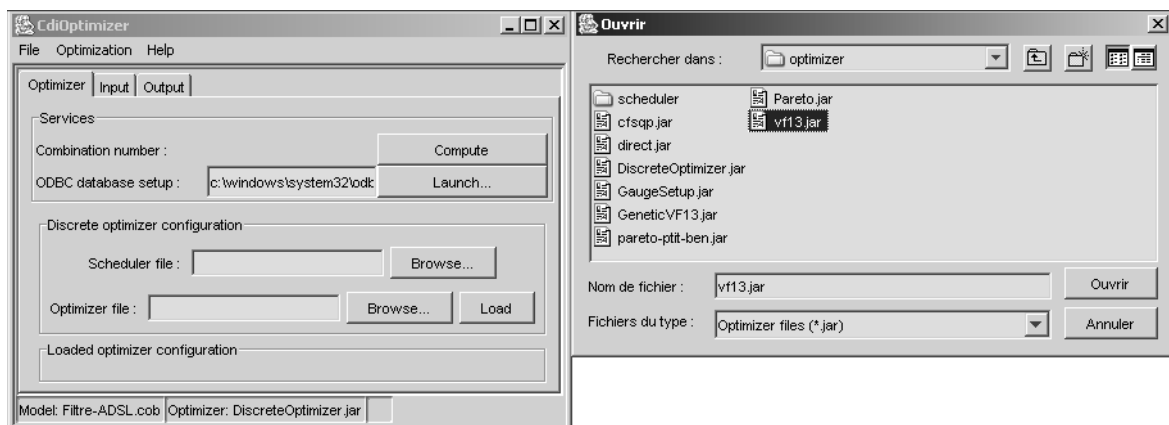 CdiOptimizer
File Optimization Help
Optimizer Input Output
Services
Combination number : Compute
ODBC database setup : c:\windows\system32\odb Launch...
Discrete optimizer configuration
Scheduler file : Browse...
Optimizer file : Browse... Load
Loaded optimizer configuration
Model: Filtre-ADSL.cob Optimizer: DiscreteOptimizer.jar
Ouvrir
Rechercher dans : optimizer
scheduler Pareto.jar
cfsqp.jar vf13.jar
direct.jar
DiscreteOptimizer.jar
GaugeSetup.jar
GeneticVF13.jar
pareto-ptit-ben.jar
Nom de fichier : vf13.jar Ouvrir
Fichiers du type : Optimizer files (*.jar) Annuler